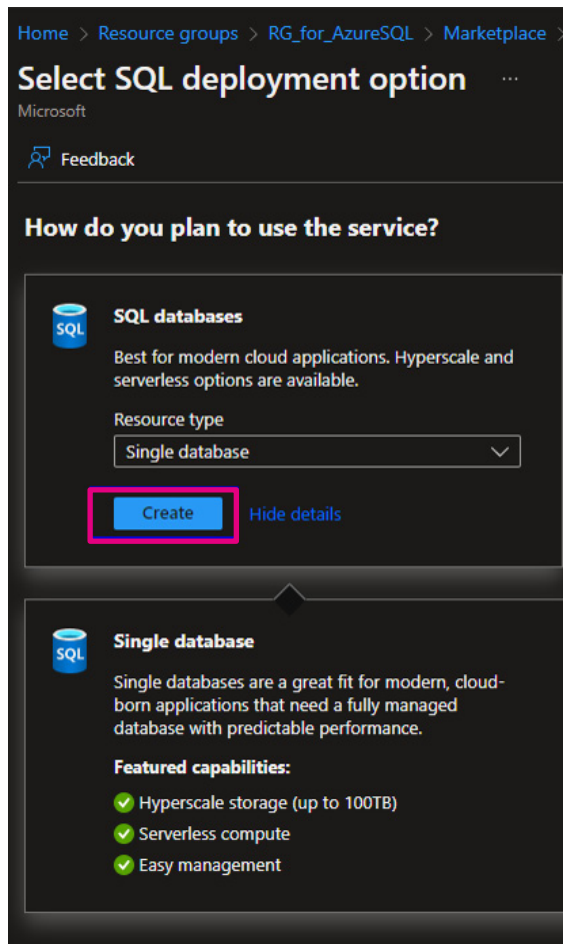 Home > Resource groups > RG_for_AzureSQL > Marketplace >
Select SQL deployment option ...
Microsoft
Feedback
How do you plan to use the service?
SQL
SQL databases
Best for modern cloud applications. Hyperscale and
serverless options are available.
Resource type
Single database
Create Hide details
SQL
Single database
Single databases are a great fit for modern, cloud-
born applications that need a fully managed
database with predictable performance.
Featured capabilities:
Hyperscale storage (up to 100TB)
Serverless compute
Easy management